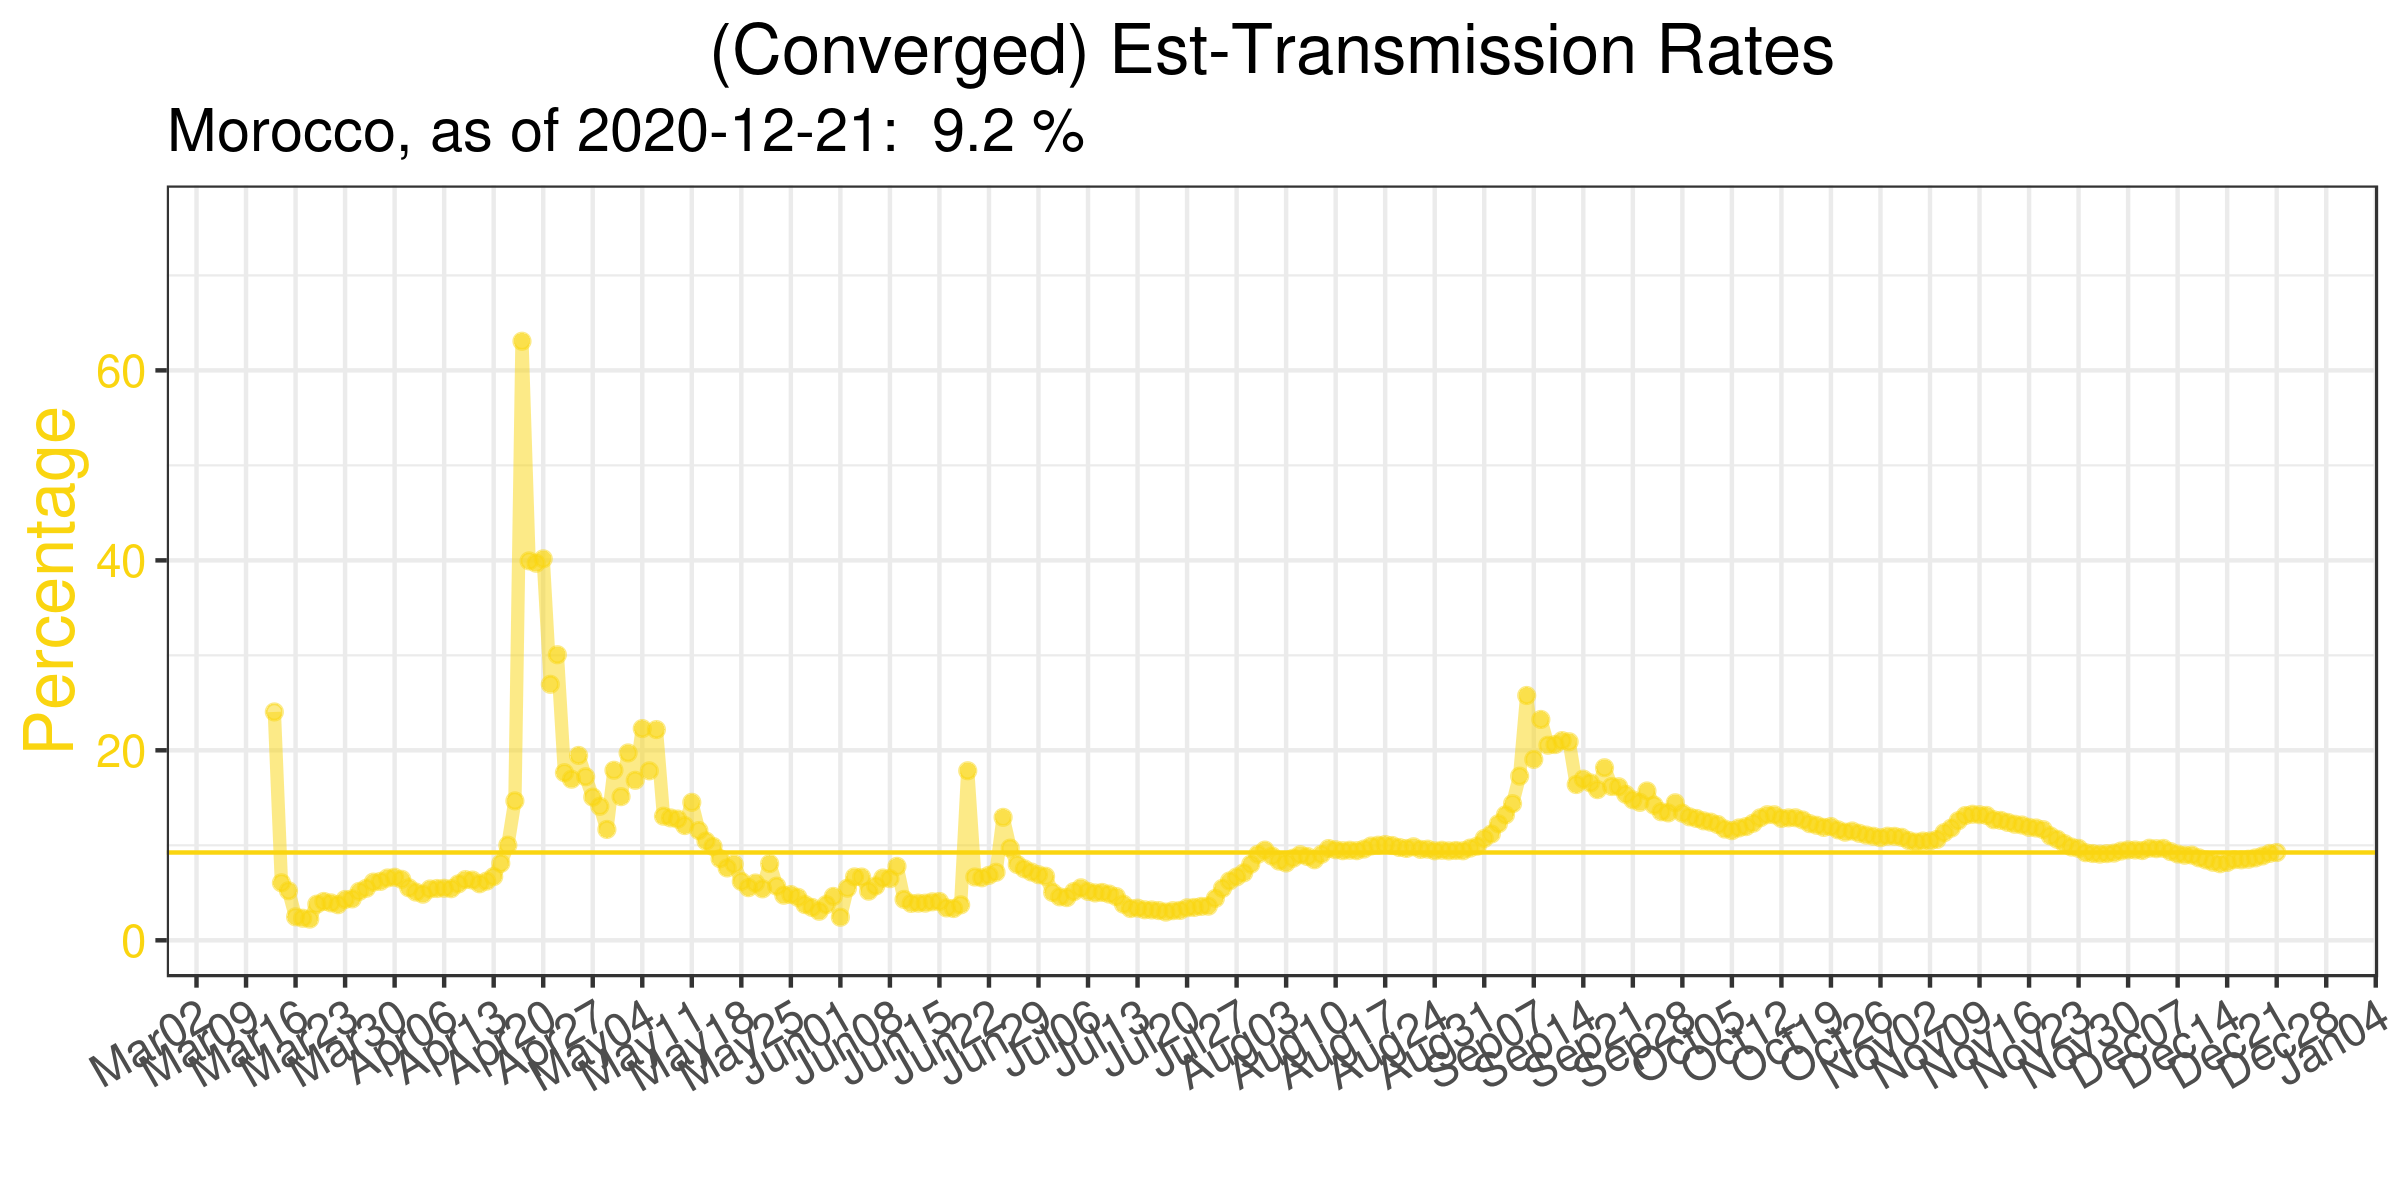 (Converged) Est-Transmission Rates
Morocco, as of 2020-12-21:  9.2 %
Percentage
60
40
20
0
Mar02
Mar09
Mar16
Mar23
Mar30
Apr06
Apr13
Apr20
Apr27
May04
May11
May18
May25
Jun01
Jun08
Jun15
Jun22
Jun29
Jul06
Jul13
Jul20
Jul27
Aug03
Aug10
Aug17
Aug24
Aug31
Sep07
Sep14
Sep21
Sep28
Oct05
Oct12
Oct19
Oct26
Nov02
Nov09
Nov16
Nov23
Nov30
Dec07
Dec14
Dec21
Dec28
Jan04